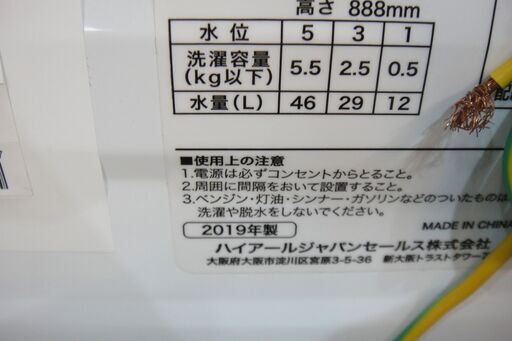 高さ 888mm
水位 5 3 1
洗濯容量(kg以下) 5.5 2.5 0.5
水量(L) 46 29 12
■使用上の注意
1.電源は必ずコンセントからとること。
2.周囲に間隔をおいて設置すること。
3.ベンジン・灯油・シンナー・ガソリンなどのついたものは
洗濯や脱水をしないでください。
2019年製
MADE IN CHINA
ハイアールジャパンセールス株式会社
大阪府大阪市淀川区宮原3-5-36 新大阪トラストタワー